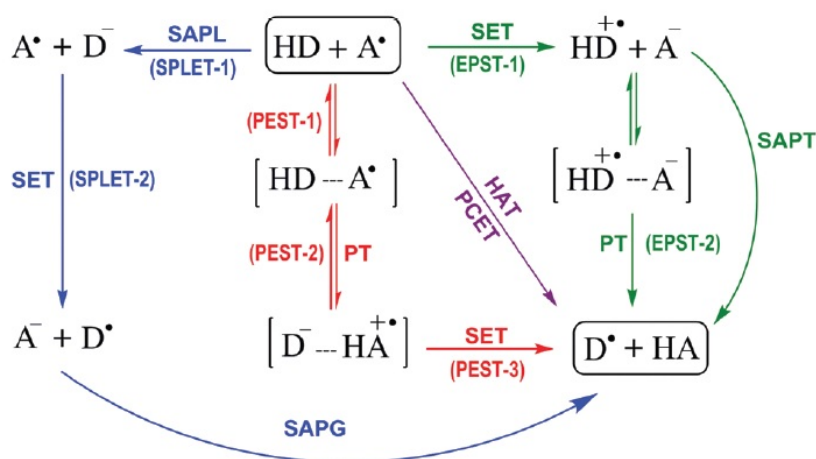 A• + D⁻
SAPL
(SPLET-1)
HD + A•
SET
(EPST-1)
HD⁺• + A⁻
(PEST-1)
SAPT
SET
(SPLET-2)
[HD --- A•]
HAT
PCET
[HD⁺• --- A⁻]
(PEST-2)
PT
PT
(EPST-2)
A⁻ + D•
[D⁻ --- HA⁺•]
SET
(PEST-3)
D• + HA
SAPG